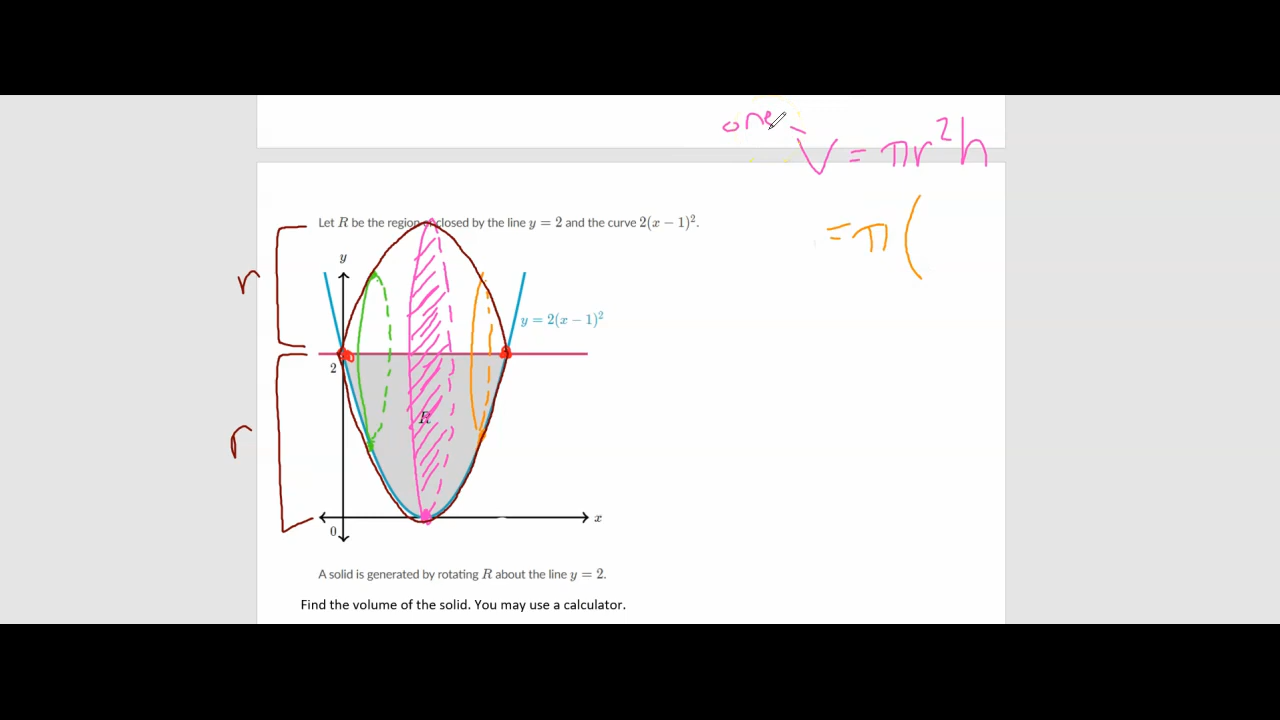 one
V = πr²h
= π(
Let R be the region enclosed by the line y = 2 and the curve 2(x − 1)².
r
y
y = 2(x − 1)²
2
R
r
x
0
A solid is generated by rotating R about the line y = 2.
Find the volume of the solid. You may use a calculator.